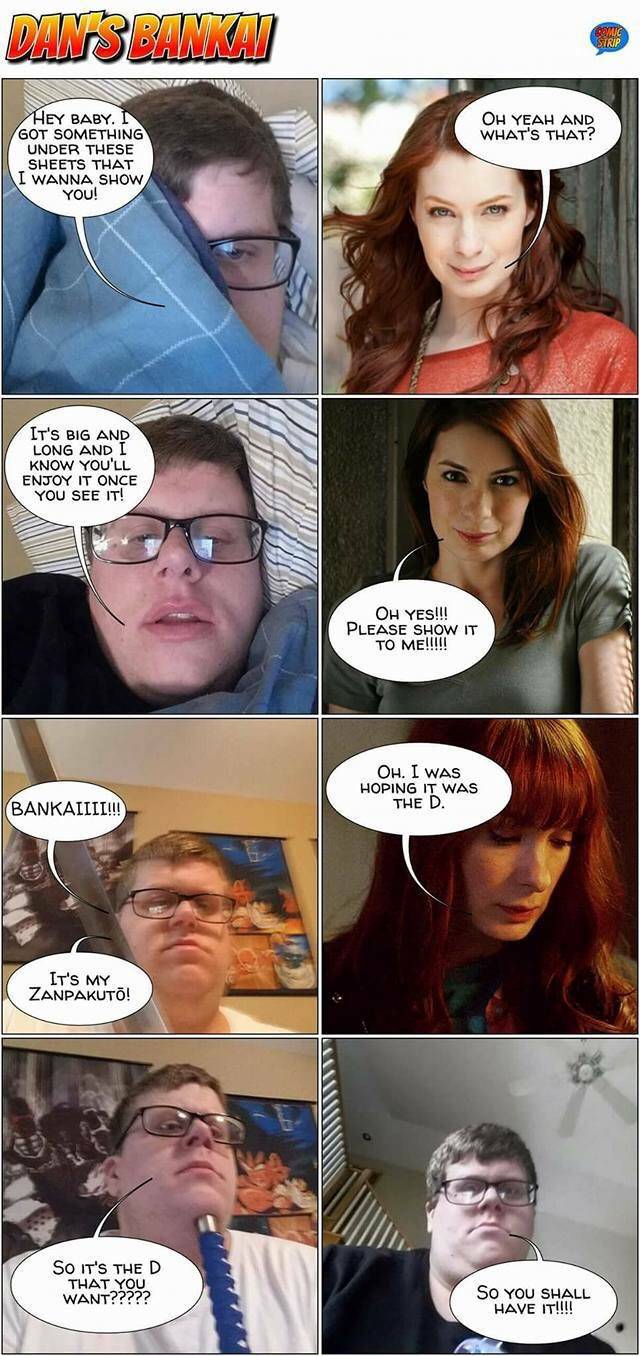 DAN'S BANKAI
COMIC
STRIP
HEY BABY. I
GOT SOMETHING
UNDER THESE
SHEETS THAT
I WANNA SHOW
YOU!
OH YEAH AND
WHAT'S THAT?
IT'S BIG AND
LONG AND I
KNOW YOU'LL
ENJOY IT ONCE
YOU SEE IT!
OH YES!!!
PLEASE SHOW IT
TO ME!!!!!
BANKAIIII!!!
IT'S MY
ZANPAKUTŌ!
OH. I WAS
HOPING IT WAS
THE D.
SO IT'S THE D
THAT YOU
WANT?????
SO YOU SHALL
HAVE IT!!!!